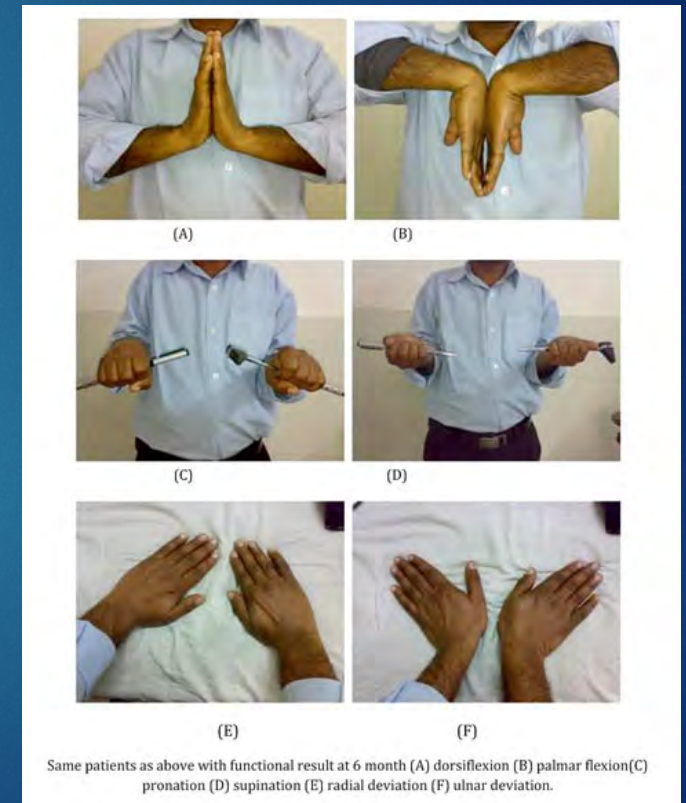 (A)
(B)
(C)
(D)
(E)
(F)
Same patients as above with functional result at 6 month (A) dorsiflexion (B) palmar flexion(C)
pronation (D) supination (E) radial deviation (F) ulnar deviation.